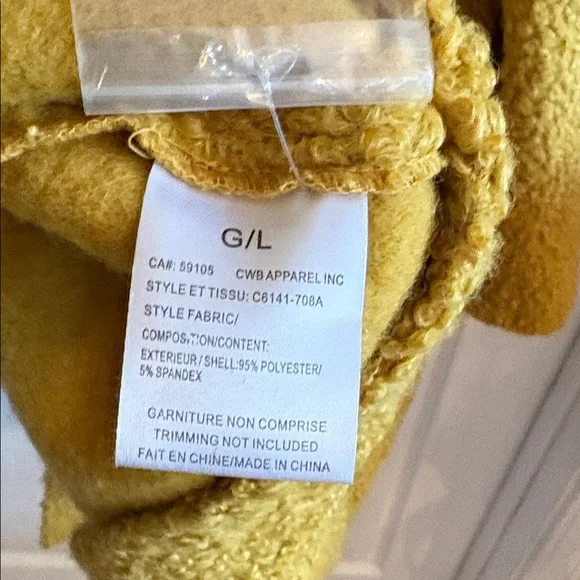 G/L
CA#: 59105 CWB APPAREL INC
STYLE ET TISSU: C6141-708A
STYLE FABRIC/
COMPOSITION/CONTENT:
EXTERIEUR/SHELL:95% POLYESTER/
5% SPANDEX
GARNITURE NON COMPRISE
TRIMMING NOT INCLUDED
FAIT EN CHINE/MADE IN CHINA